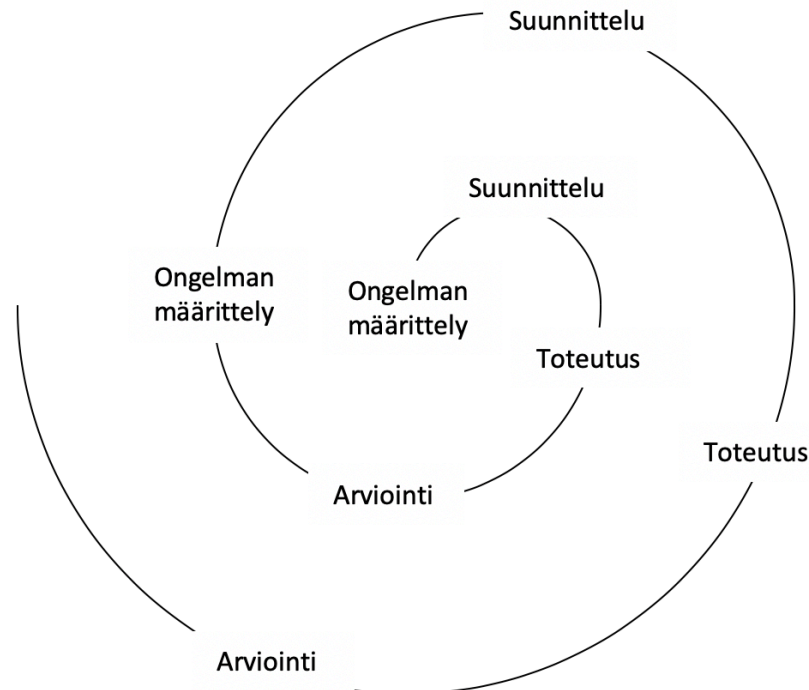 Suunnittelu
Suunnittelu
Ongelman
määrittely
Ongelman
määrittely
Toteutus
Toteutus
Arviointi
Arviointi